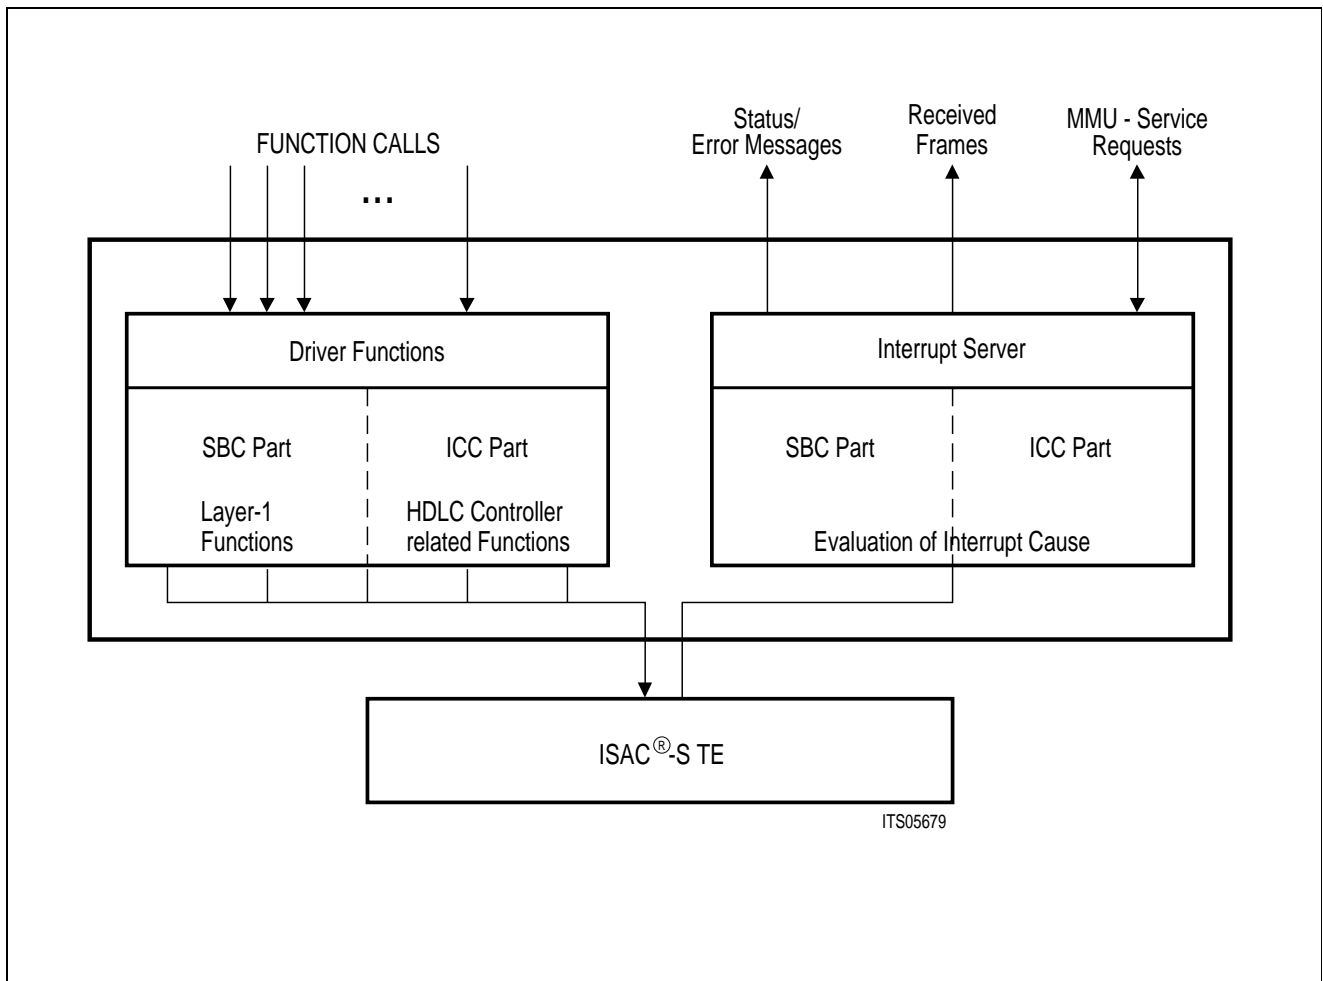 FUNCTION CALLS
...
Status/
Error Messages
Received
Frames
MMU - Service
Requests
Driver Functions
SBC Part
ICC Part
Layer-1
Functions
HDLC Controller
related Functions
Interrupt Server
SBC Part
ICC Part
Evaluation of Interrupt Cause
ISAC®-S TE
ITS05679